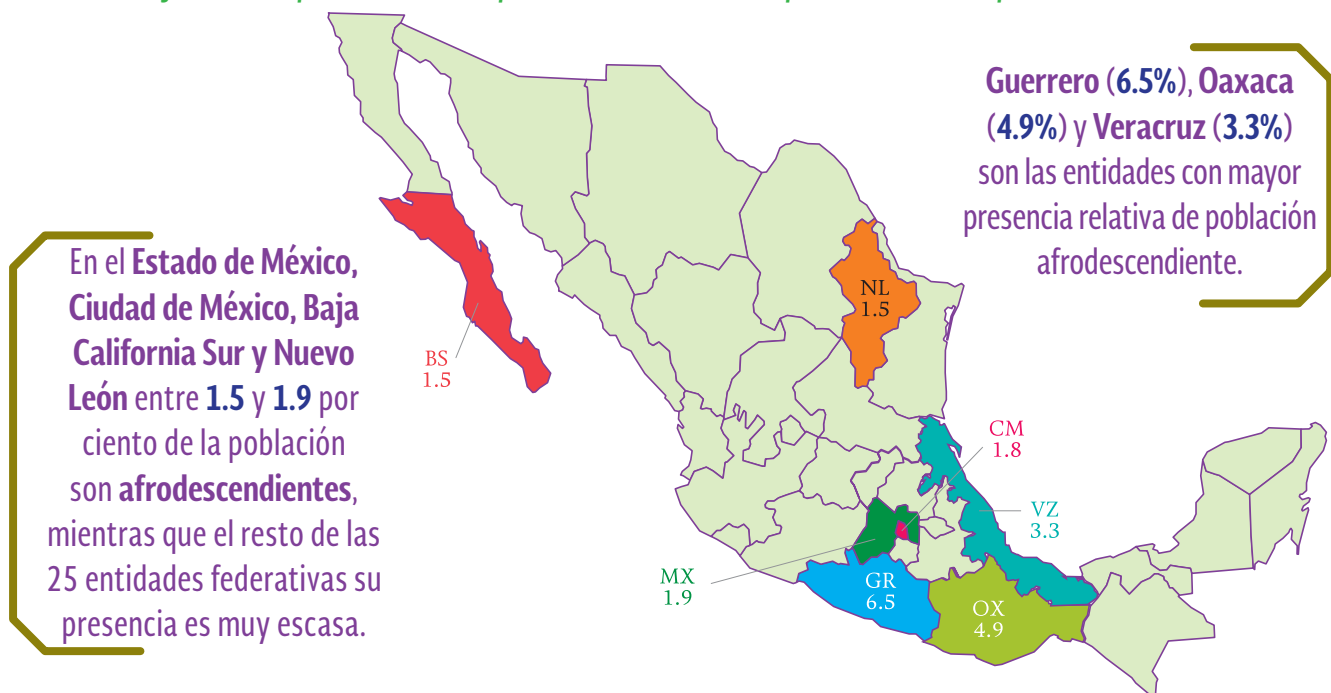 Guerrero (6.5%), Oaxaca
(4.9%) y Veracruz (3.3%)
son las entidades con mayor
presencia relativa de población
afrodescendiente.
En el Estado de México,
Ciudad de México, Baja
California Sur y Nuevo
León entre 1.5 y 1.9 por
ciento de la población
son afrodescendientes,
mientras que el resto de las
25 entidades federativas su
presencia es muy escasa.
NL
1.5
BS
1.5
CM
1.8
VZ
3.3
MX
1.9
GR
6.5
OX
4.9